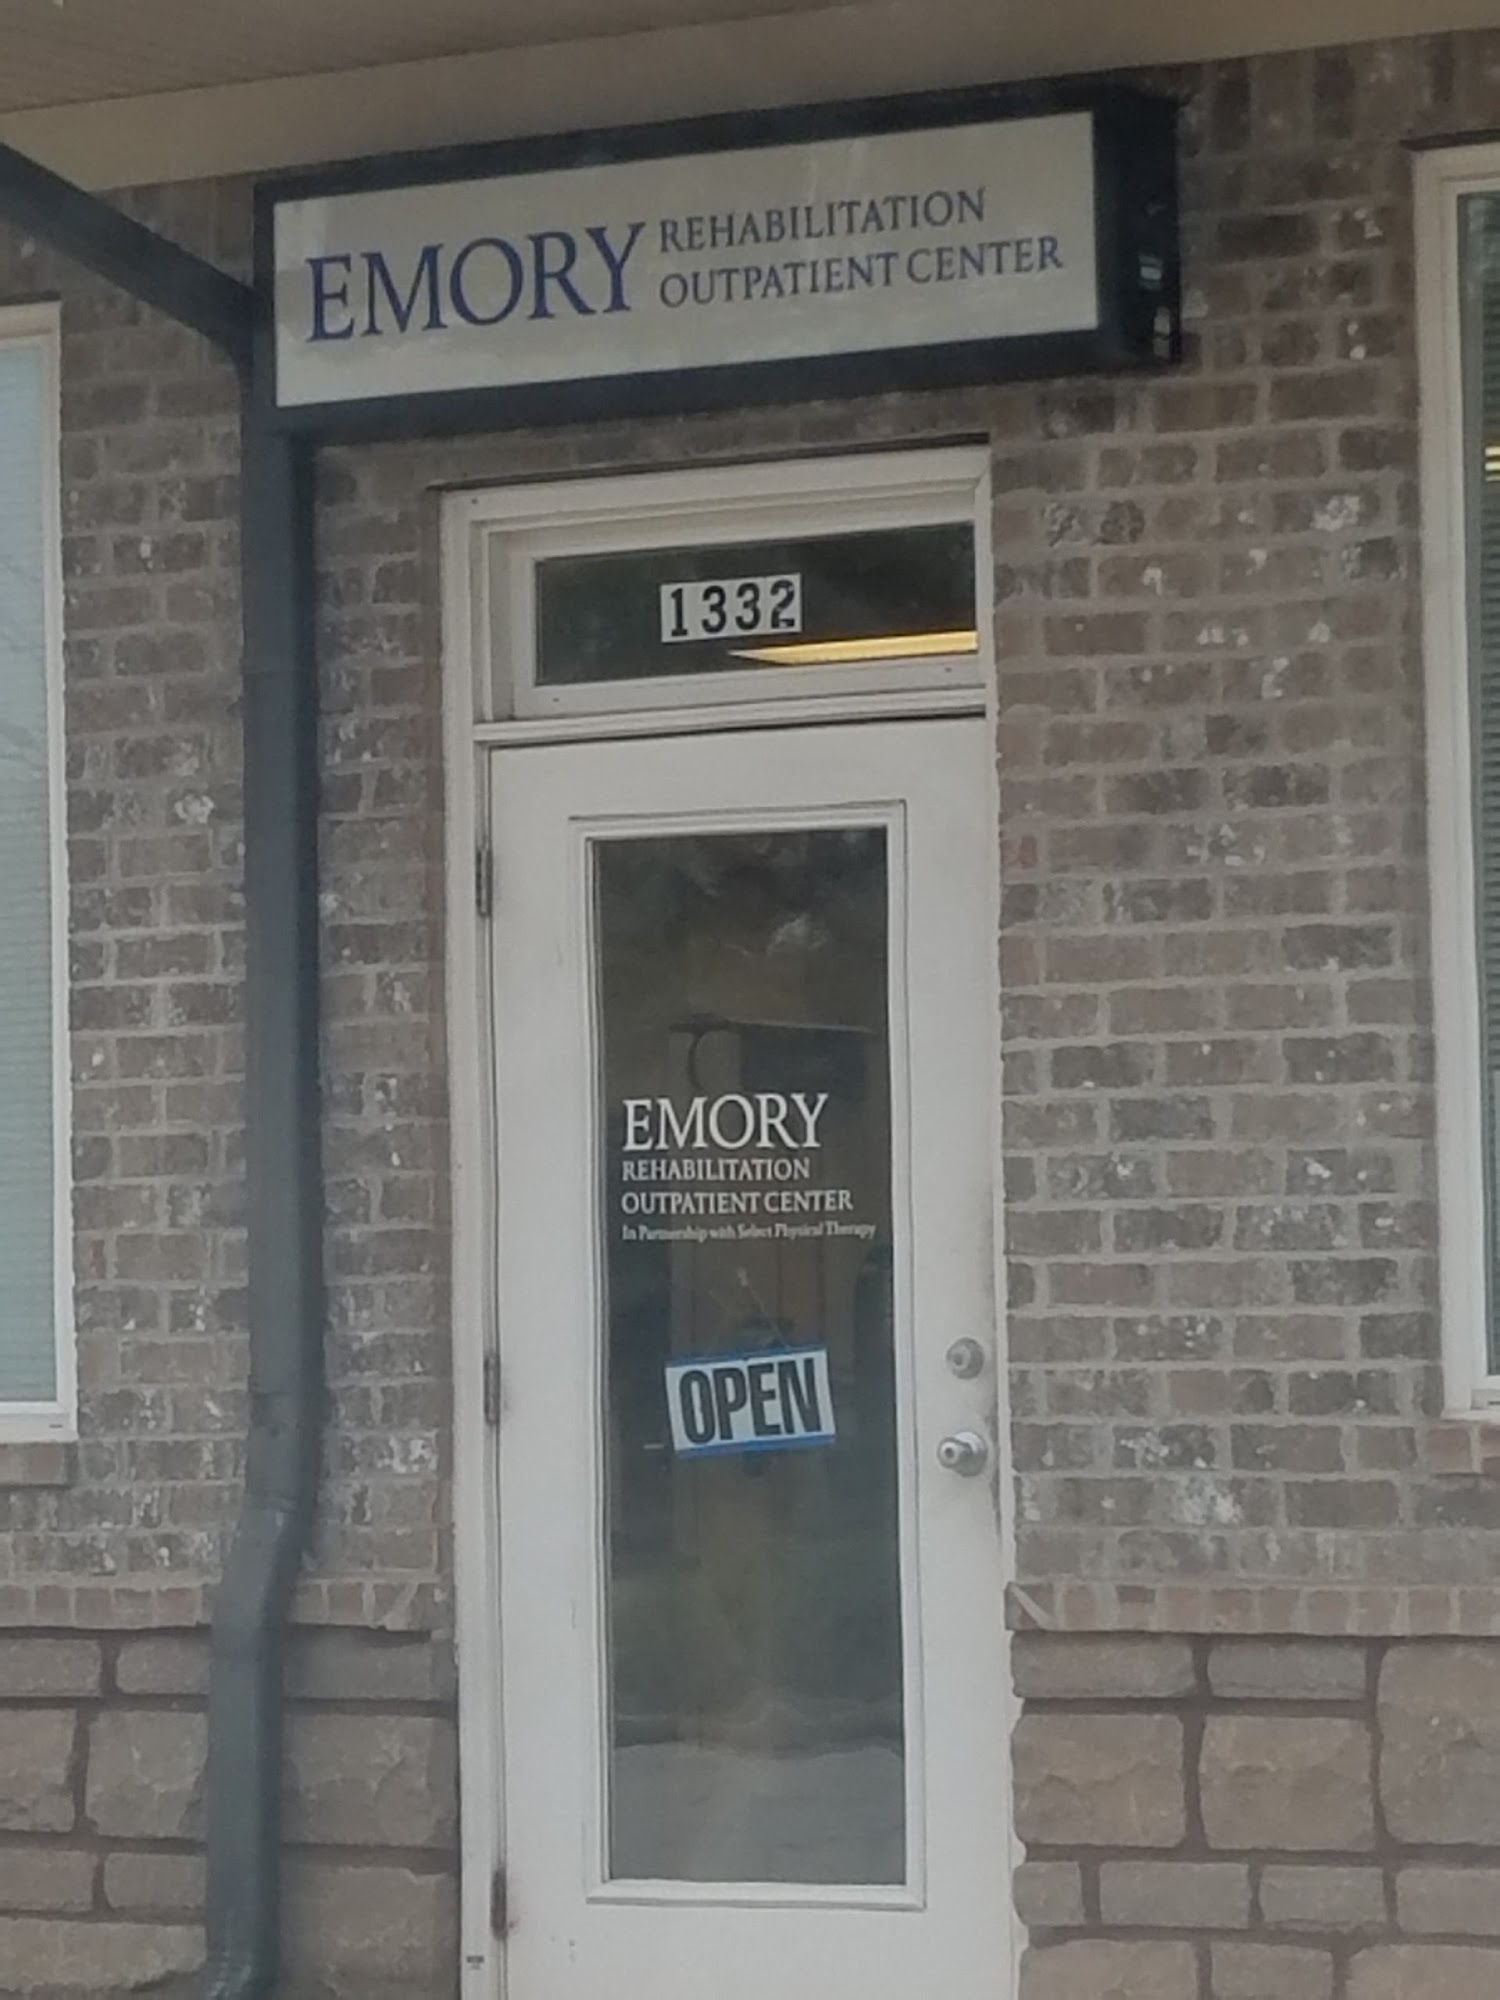 EMORY REHABILITATION
OUTPATIENT CENTER
1332
EMORY
REHABILITATION
OUTPATIENT CENTER
In Partnership with Select Physical Therapy
OPEN